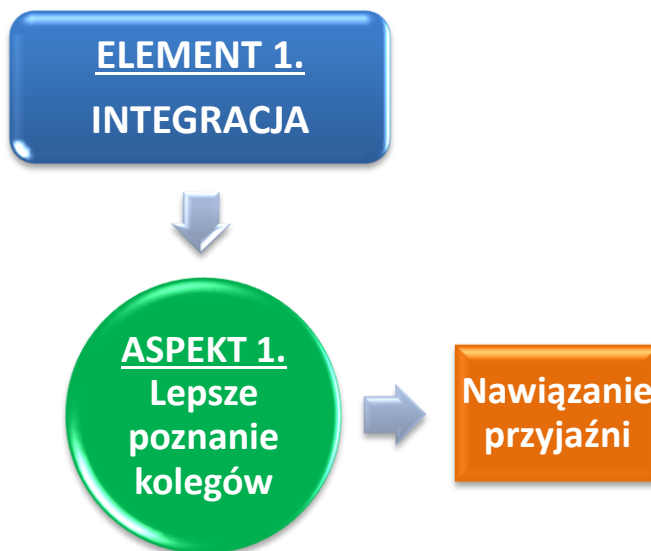 ELEMENT 1.
INTEGRACJA
ASPEKT 1.
Lepsze
poznanie
kolegów
Nawiązanie
przyjaźni